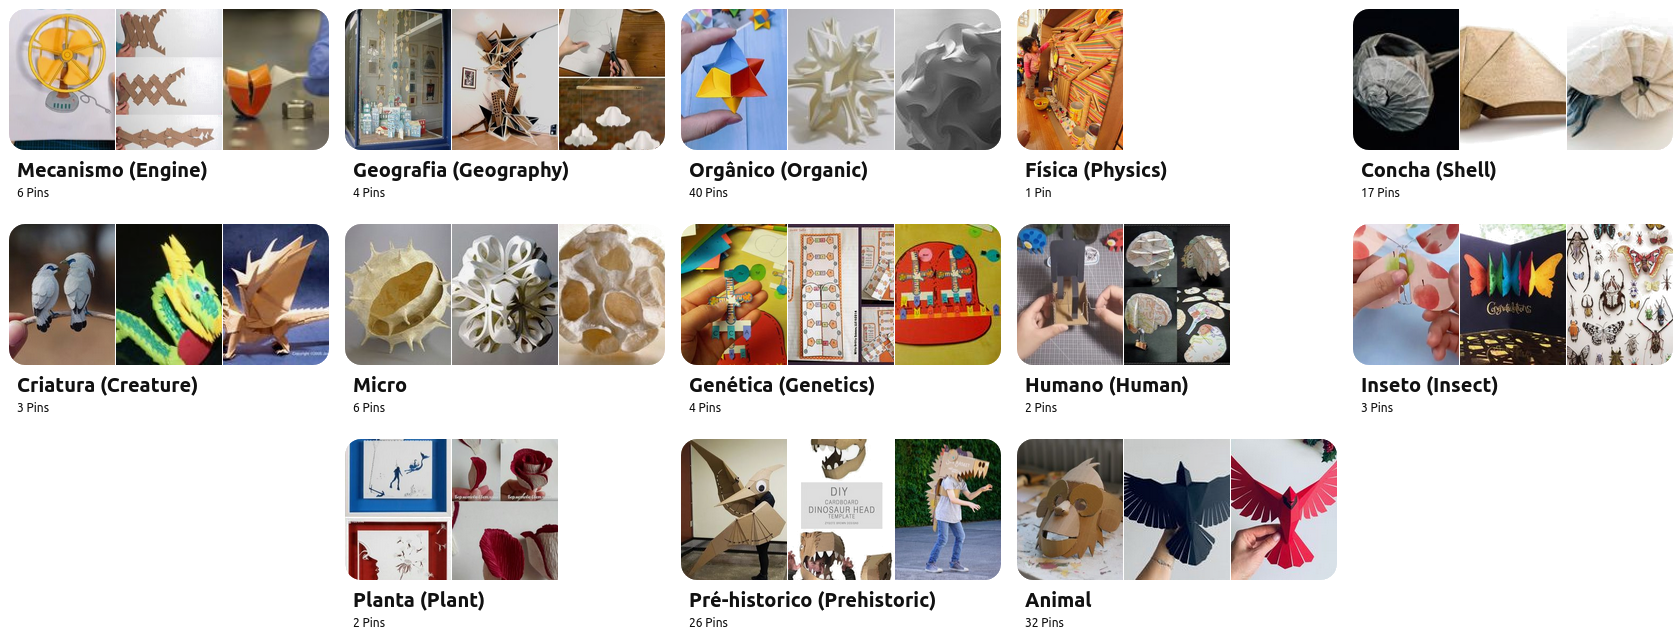 Mecanismo (Engine)
6 Pins
Geografia (Geography)
4 Pins
Orgânico (Organic)
40 Pins
Física (Physics)
1 Pin
Concha (Shell)
17 Pins
Criatura (Creature)
3 Pins
Micro
6 Pins
Genética (Genetics)
4 Pins
Humano (Human)
2 Pins
Inseto (Insect)
3 Pins
Planta (Plant)
2 Pins
DIY
CARDBOARD
DINOSAUR HEAD
TEMPLATE
Pré-historico (Prehistoric)
26 Pins
Animal
32 Pins